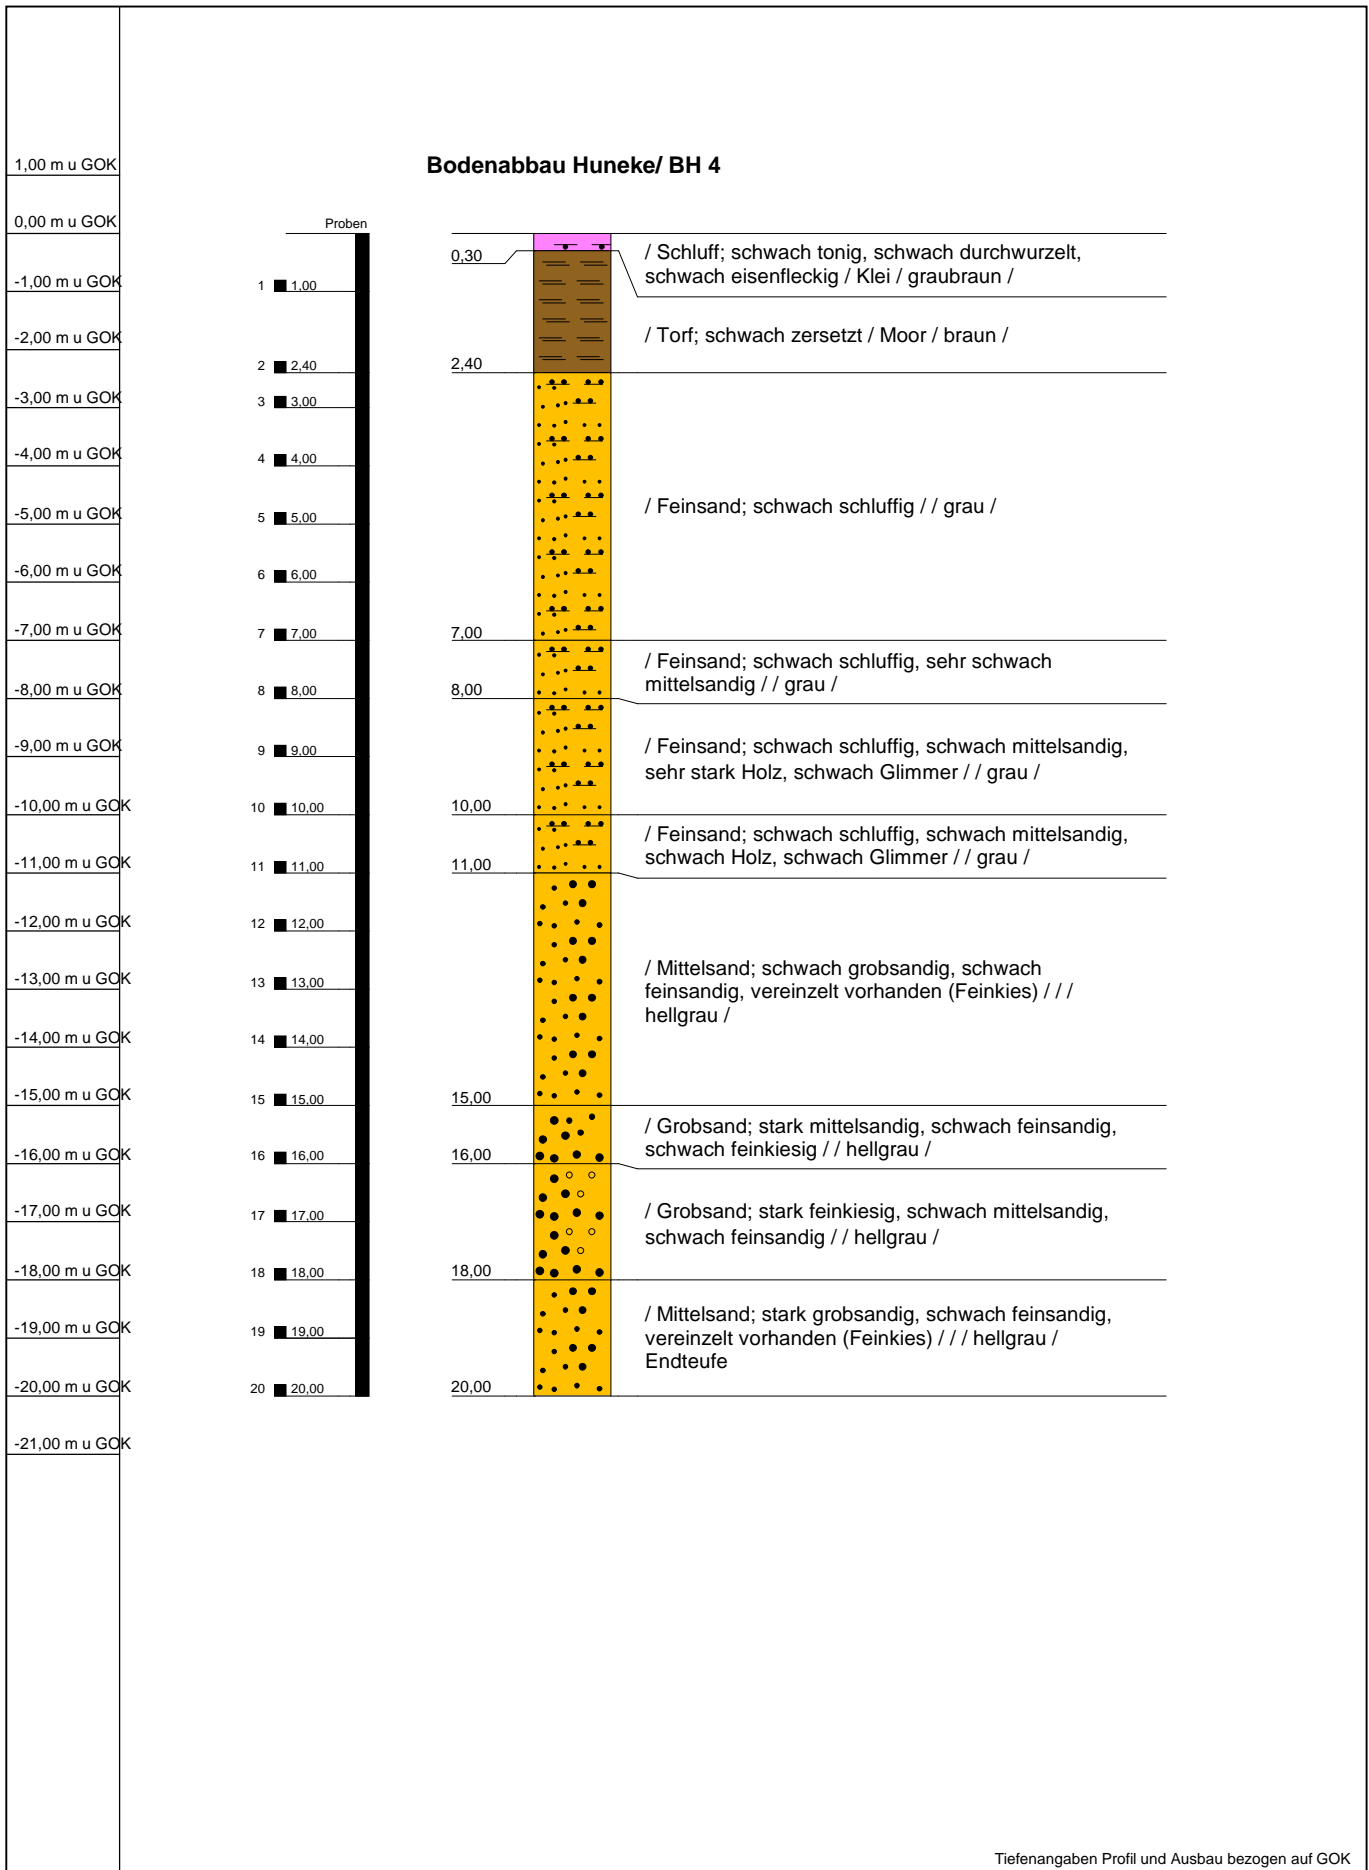 1,00 m u GOK
Bodenabbau Huneke/ BH 4
0,00 m u GOK
Proben
0,30
/ Schluff; schwach tonig, schwach durchwurzelt,
schwach eisenfleckig / Klei / graubraun /
-1,00 m u GOK
1 1,00
-2,00 m u GOK
/ Torf; schwach zersetzt / Moor / braun /
2 2,40
2,40
-3,00 m u GOK
3 3,00
-4,00 m u GOK
4 4,00
-5,00 m u GOK
5 5,00
/ Feinsand; schwach schluffig / / grau /
-6,00 m u GOK
6 6,00
-7,00 m u GOK
7 7,00
7,00
/ Feinsand; schwach schluffig, sehr schwach
mittelsandig / / grau /
-8,00 m u GOK
8 8,00
8,00
-9,00 m u GOK
9 9,00
/ Feinsand; schwach schluffig, schwach mittelsandig,
sehr stark Holz, schwach Glimmer / / grau /
-10,00 m u GOK
10 10,00
10,00
/ Feinsand; schwach schluffig, schwach mittelsandig,
schwach Holz, schwach Glimmer / / grau /
-11,00 m u GOK
11 11,00
11,00
-12,00 m u GOK
12 12,00
-13,00 m u GOK
13 13,00
/ Mittelsand; schwach grobsandig, schwach
feinsandig, vereinzelt vorhanden (Feinkies) / / /
hellgrau /
-14,00 m u GOK
14 14,00
-15,00 m u GOK
15 15,00
15,00
/ Grobsand; stark mittelsandig, schwach feinsandig,
schwach feinkiesig / / hellgrau /
-16,00 m u GOK
16 16,00
16,00
-17,00 m u GOK
17 17,00
/ Grobsand; stark feinkiesig, schwach mittelsandig,
schwach feinsandig / / hellgrau /
-18,00 m u GOK
18 18,00
18,00
-19,00 m u GOK
19 19,00
/ Mittelsand; stark grobsandig, schwach feinsandig,
vereinzelt vorhanden (Feinkies) / / / hellgrau /
Endteufe
-20,00 m u GOK
20 20,00
20,00
-21,00 m u GOK
Tiefenangaben Profil und Ausbau bezogen auf GOK